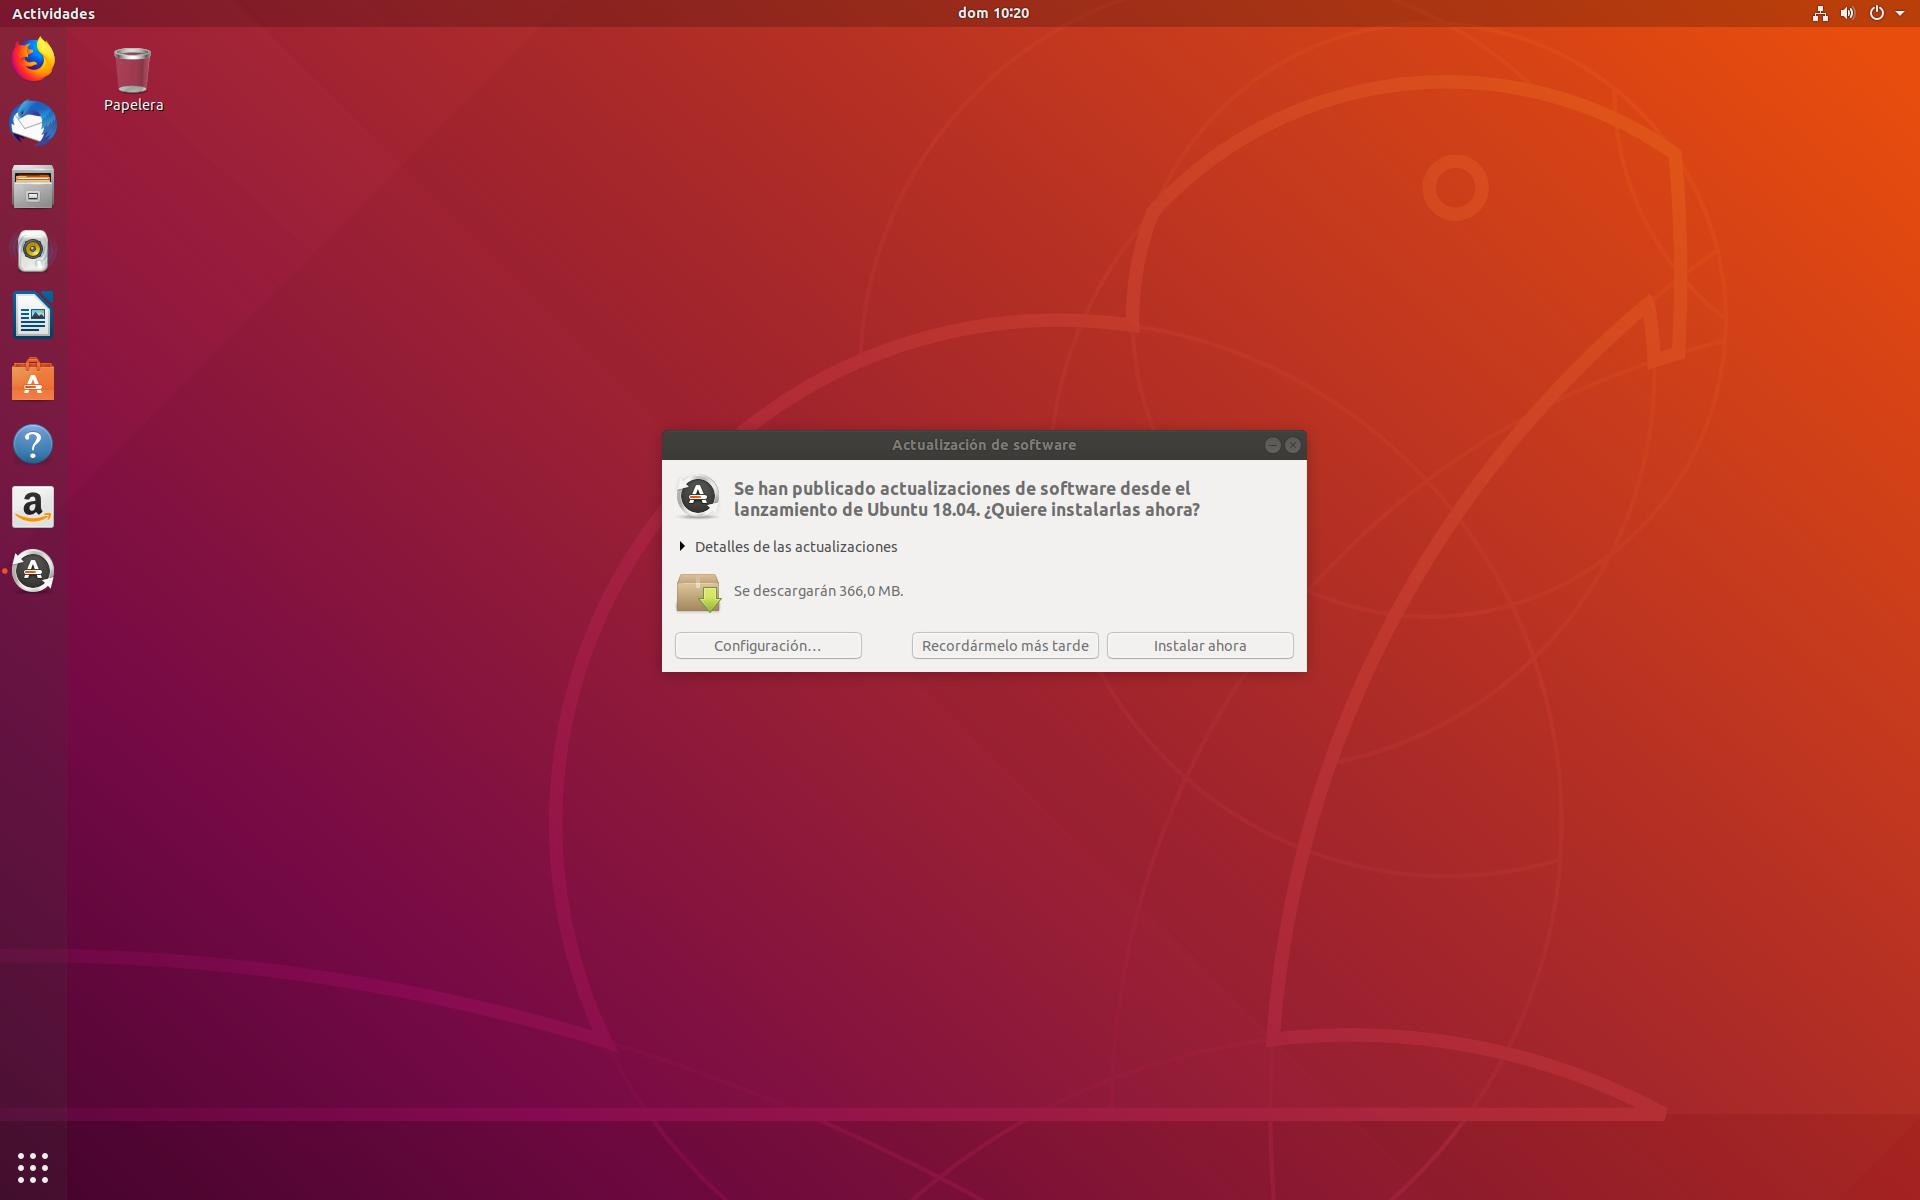 Actividades
dom 10:20
Papelera
Actualización de software
Se han publicado actualizaciones de software desde el
lanzamiento de Ubuntu 18.04. ¿Quiere instalarlas ahora?
Detalles de las actualizaciones
Se descargarán 366,0 MB.
Configuración…
Recordármelo más tarde
Instalar ahora